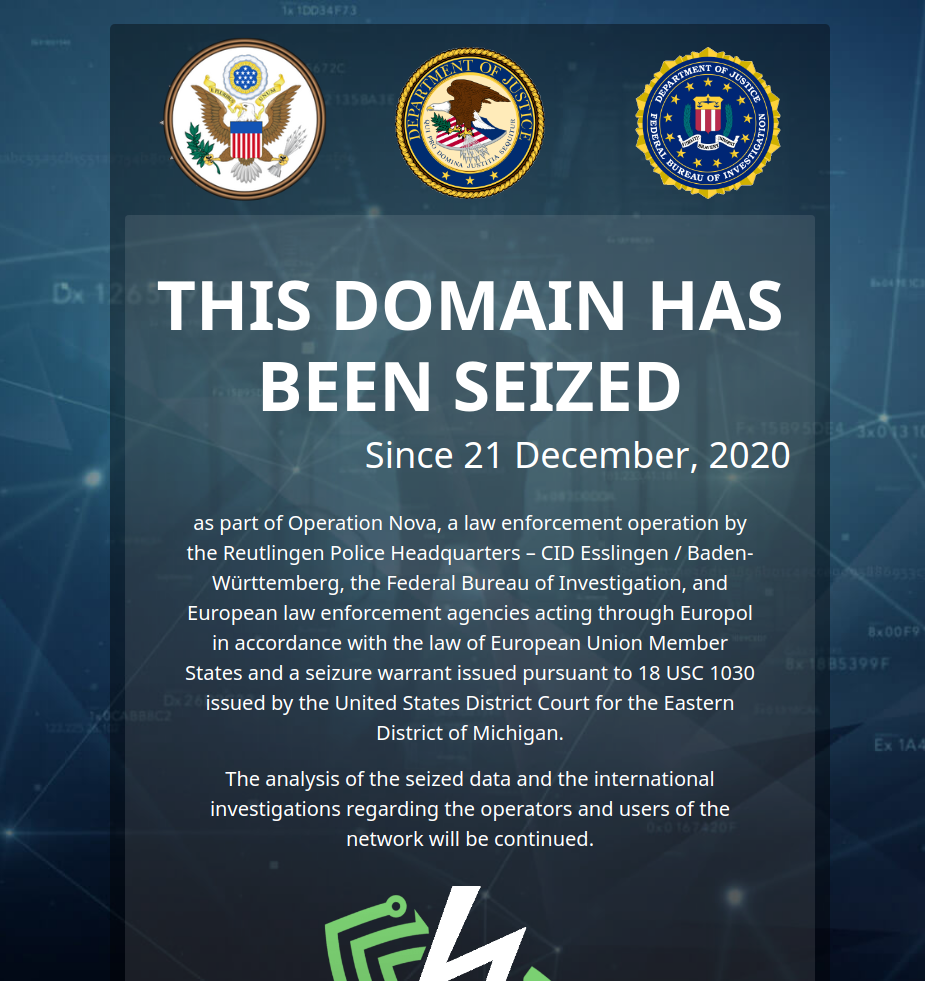 1x 1DD34F73
DEPARTMENT OF JUSTICE
QUI PRO DOMINA JUSTITIA SEQUITUR
DEPARTMENT OF JUSTICE
FEDERAL BUREAU OF INVESTIGATION
THIS DOMAIN HAS
BEEN SEIZED
Since 21 December, 2020
as part of Operation Nova, a law enforcement operation by
the Reutlingen Police Headquarters – CID Esslingen / Baden-
Württemberg, the Federal Bureau of Investigation, and
European law enforcement agencies acting through Europol
in accordance with the law of European Union Member
States and a seizure warrant issued pursuant to 18 USC 1030
issued by the United States District Court for the Eastern
District of Michigan.
The analysis of the seized data and the international
investigations regarding the operators and users of the
network will be continued.